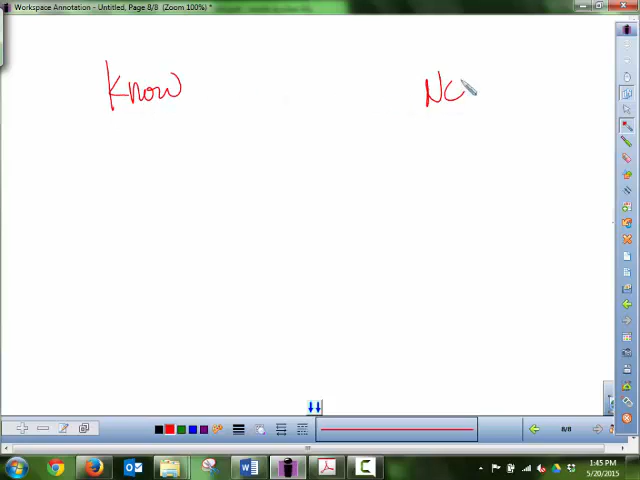 Workspace Annotation - Untitled, Page 8/8 (Zoom 100%) *
Know
8/8
1:45 PM
5/20/2015